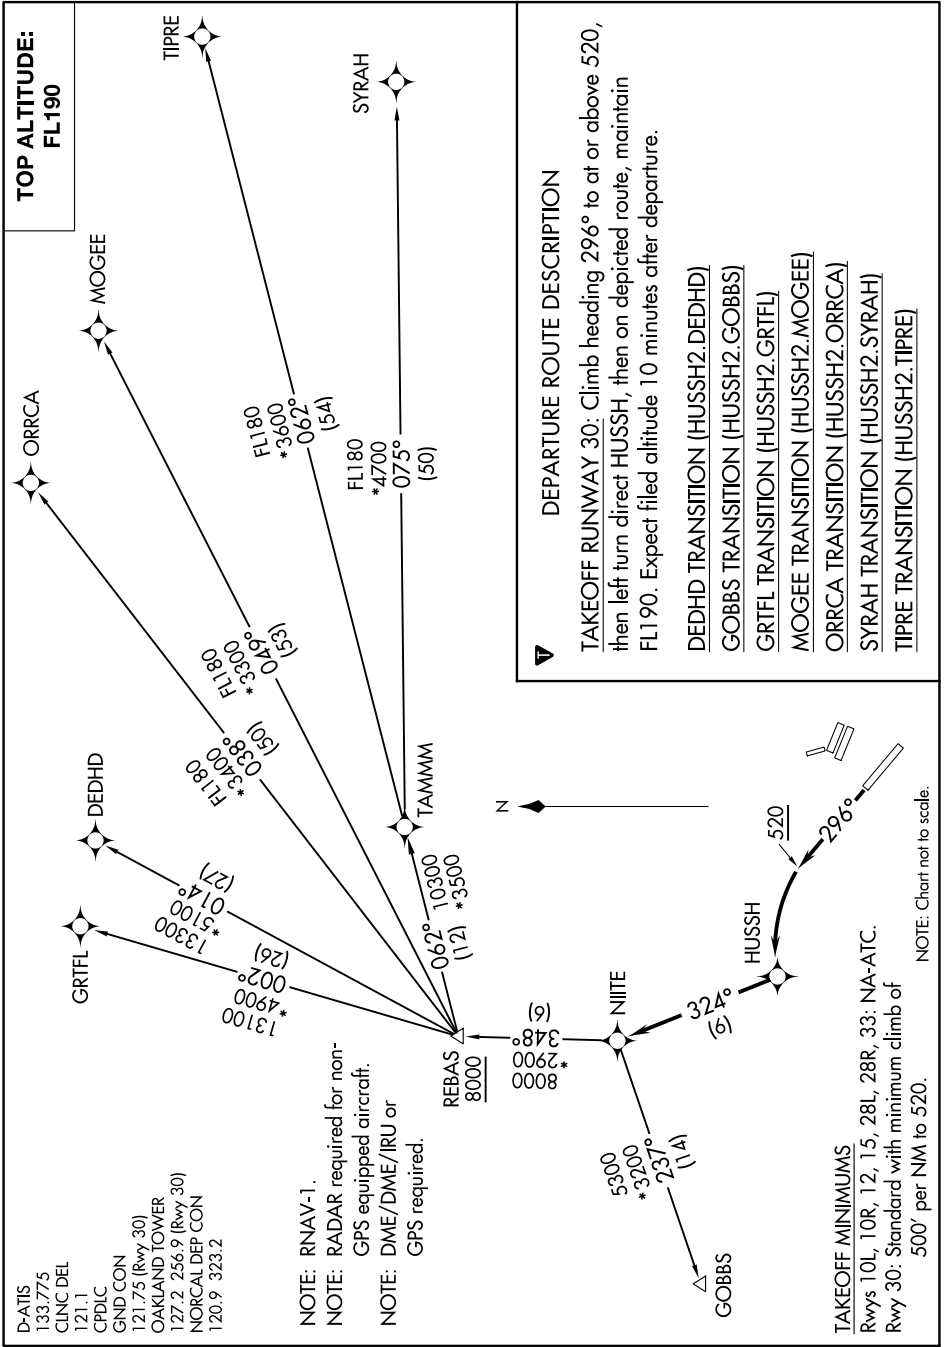 TOP ALTITUDE:
FL190
D-ATIS
133.775
CLNC DEL
121.1
CPDLC
GND CON
121.75 (Rwy 30)
OAKLAND TOWER
127.2 256.9 (Rwy 30)
NORCAL DEP CON
120.9 323.2
NOTE: RNAV-1.
NOTE: RADAR required for non-
GPS equipped aircraft.
NOTE: DME/DME/IRU or
GPS required.
GRTFL
DEDHD
ORRCA
MOGEE
TIPRE
SYRAH
13100
*4900
002°
(26)
13300
*5100
014°
(27)
FL180
*3400
038°
(50)
FL180
*3300
049°
(53)
FL180
*3600
062°
(54)
FL180
*4700
075°
(50)
REBAS
8000
062°
(12)
10300
*3500
TAMMM
8000
*2900
348°
(6)
N
NIITE
5300
*3200
237°
(14)
GOBBS
324°
(6)
HUSSH
520
296°
NOTE: Chart not to scale.
TAKEOFF MINIMUMS
Rwys 10L, 10R, 12, 15, 28L, 28R, 33: NA-ATC.
Rwy 30: Standard with minimum climb of
500' per NM to 520.
T
DEPARTURE ROUTE DESCRIPTION
TAKEOFF RUNWAY 30: Climb heading 296° to at or above 520,
then left turn direct HUSSH, then on depicted route, maintain
FL190. Expect filed altitude 10 minutes after departure.
DEDHD TRANSITION (HUSSH2.DEDHD)
GOBBS TRANSITION (HUSSH2.GOBBS)
GRTFL TRANSITION (HUSSH2.GRTFL)
MOGEE TRANSITION (HUSSH2.MOGEE)
ORRCA TRANSITION (HUSSH2.ORRCA)
SYRAH TRANSITION (HUSSH2.SYRAH)
TIPRE TRANSITION (HUSSH2.TIPRE)